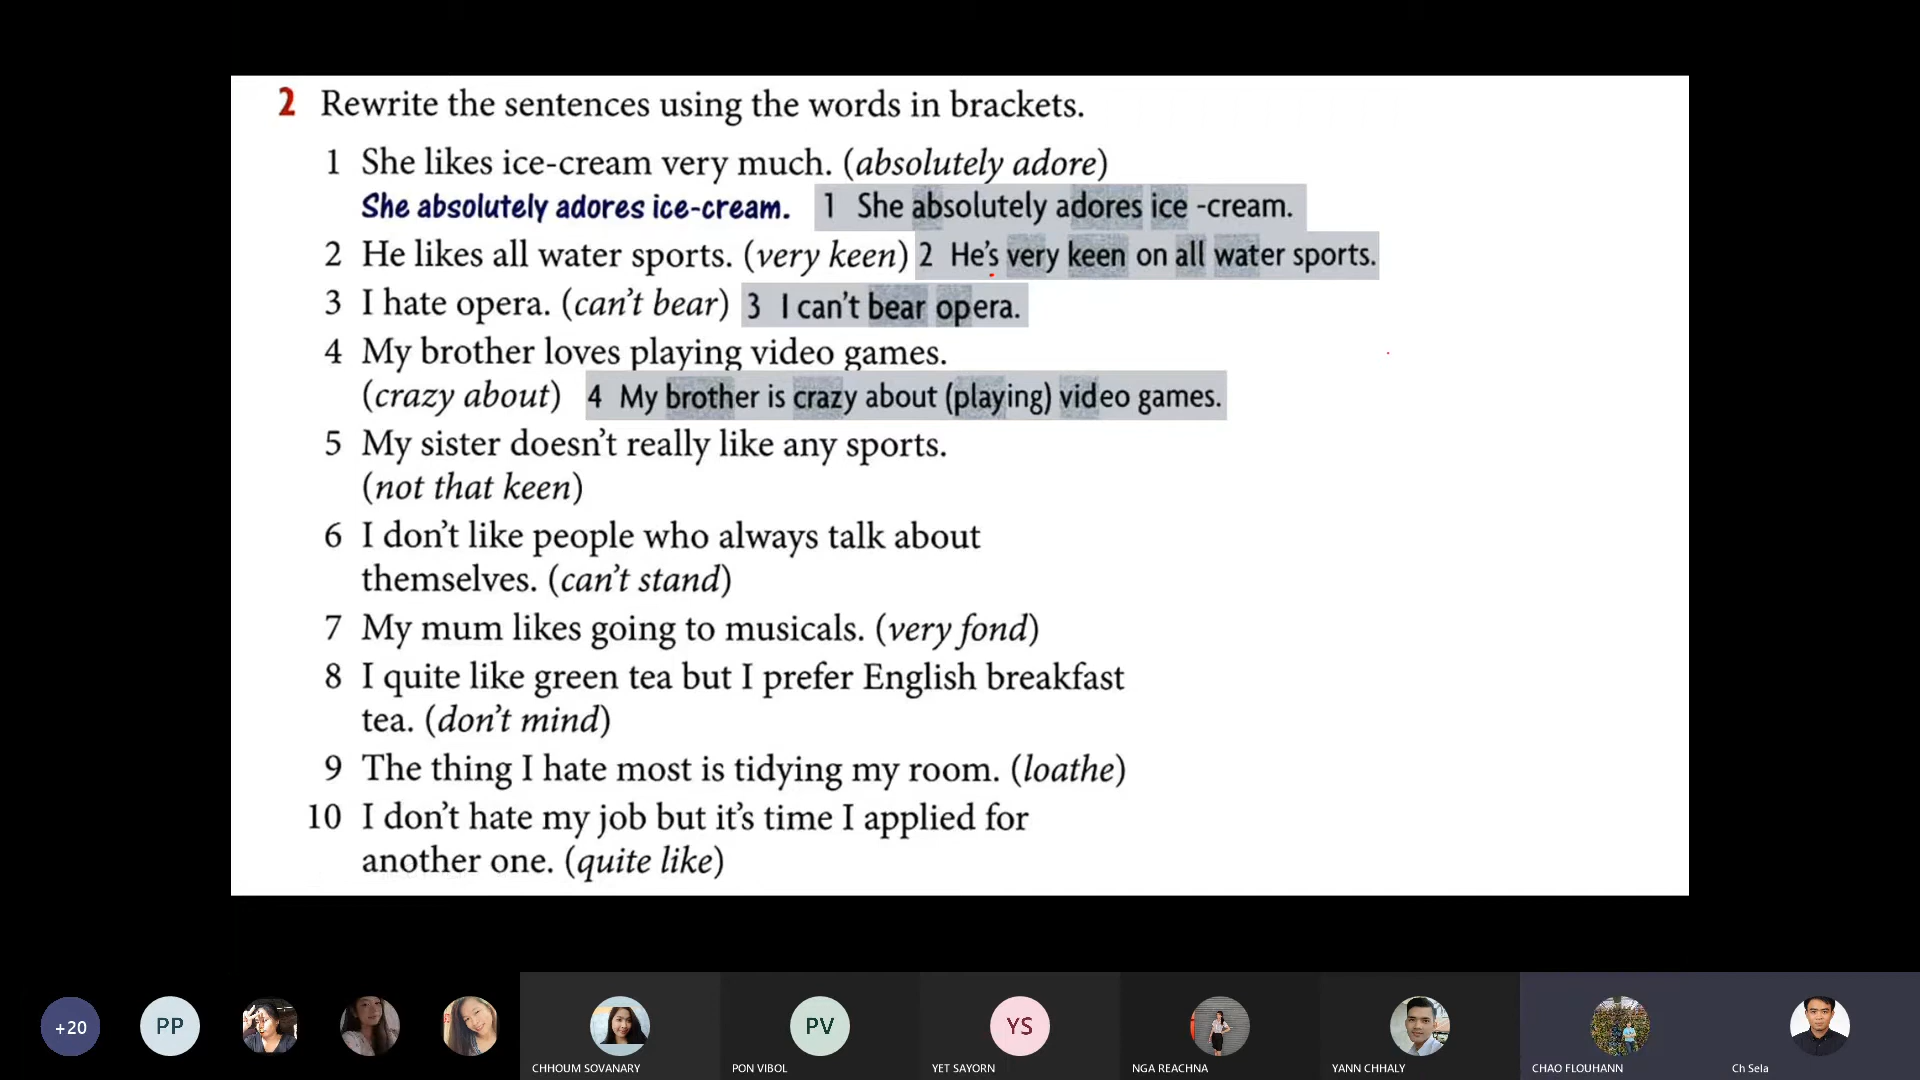 2 Rewrite the sentences using the words in brackets.
1 She likes ice-cream very much. (absolutely adore)
She absolutely adores ice-cream. 1 She absolutely adores ice -cream.
2 He likes all water sports. (very keen) 2 He's very keen on all water sports.
3 I hate opera. (can't bear) 3 I can't bear opera.
4 My brother loves playing video games.
(crazy about) 4 My brother is crazy about (playing) video games.
5 My sister doesn't really like any sports.
(not that keen)
6 I don't like people who always talk about
themselves. (can't stand)
7 My mum likes going to musicals. (very fond)
8 I quite like green tea but I prefer English breakfast
tea. (don't mind)
9 The thing I hate most is tidying my room. (loathe)
10 I don't hate my job but it's time I applied for
another one. (quite like)
+20 PP PV YS
CHHOUM SOVANARY PON VIBOL YET SAYORN NGA REACHNA YANN CHHALY CHAO FLOUHANN Ch Sela